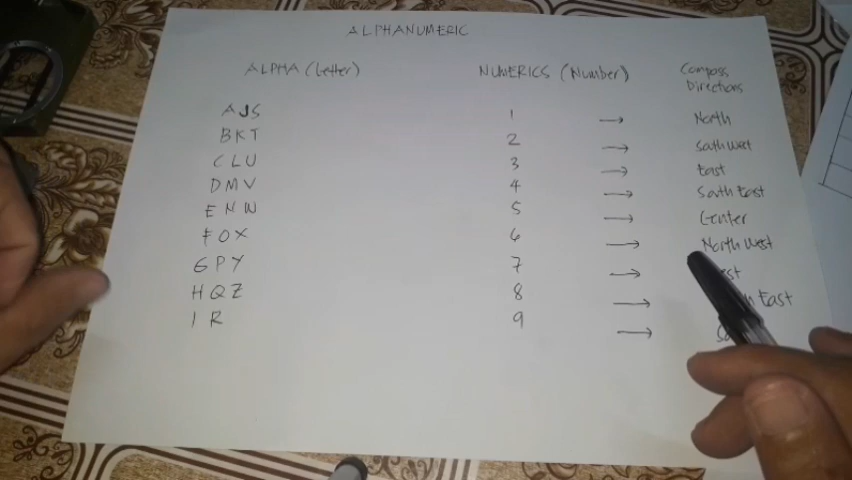 ALPHANUMERIC
ALPHA (Letter) NUMERICS (Number) Compass Directions
AJS 1 → North
BKT 2 → South West
CLU 3 → East
DMV 4 → South East
ENW 5 → Center
FOX 6 → North West
GPY 7 →
HQZ 8 → East
IR 9 →